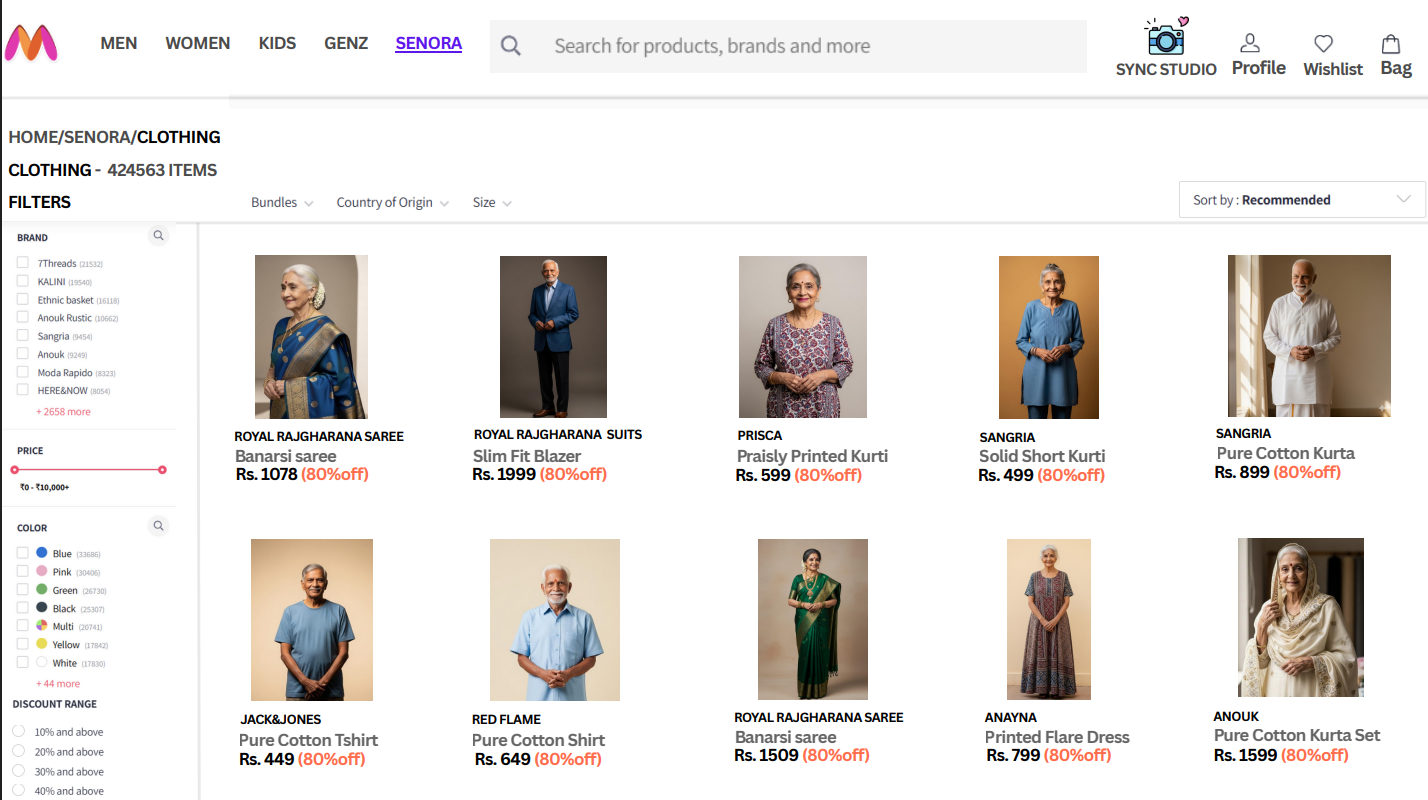 MEN WOMEN KIDS GENZ SENORA Search for products, brands and more SYNC STUDIO Profile Wishlist Bag
HOME/SENORA/CLOTHING
CLOTHING - 424563 ITEMS
FILTERS
Bundles Country of Origin Size Sort by : Recommended
BRAND
7Threads (21532)
KALINI (19540)
Ethnic basket (16118)
Anouk Rustic (10662)
Sangria (9454)
Anouk (9249)
Moda Rapido (8323)
HERE&NOW (8054)
+ 2658 more
PRICE
₹0 - ₹10,000+
COLOR
Blue (33686)
Pink (30406)
Green (26730)
Black (25307)
Multi (20741)
Yellow (17842)
White (17830)
+ 44 more
DISCOUNT RANGE
10% and above
20% and above
30% and above
40% and above
ROYAL RAJGHARANA SAREE
Banarsi saree
Rs. 1078 (80%off)
ROYAL RAJGHARANA SUITS
Slim Fit Blazer
Rs. 1999 (80%off)
PRISCA
Praisly Printed Kurti
Rs. 599 (80%off)
SANGRIA
Solid Short Kurti
Rs. 499 (80%off)
SANGRIA
Pure Cotton Kurta
Rs. 899 (80%off)
JACK&JONES
Pure Cotton Tshirt
Rs. 449 (80%off)
RED FLAME
Pure Cotton Shirt
Rs. 649 (80%off)
ROYAL RAJGHARANA SAREE
Banarsi saree
Rs. 1509 (80%off)
ANAYNA
Printed Flare Dress
Rs. 799 (80%off)
ANOUK
Pure Cotton Kurta Set
Rs. 1599 (80%off)